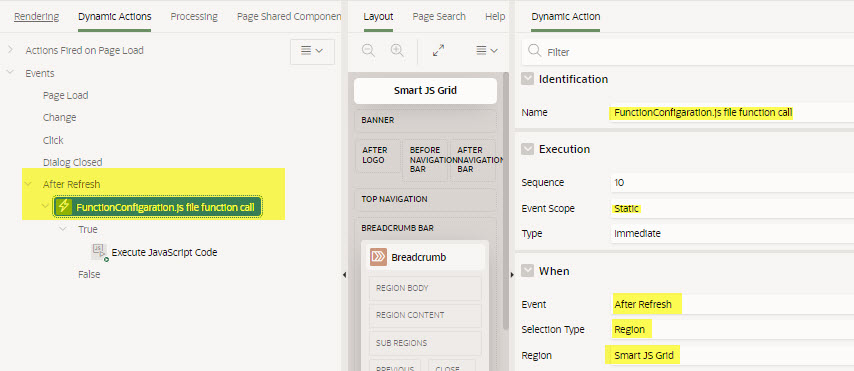 Rendering
Dynamic Actions
Processing
Page Shared Componen
Actions Fired on Page Load
Events
Page Load
Change
Click
Dialog Closed
After Refresh
FunctionConfigaration.js file function call
True
Execute JavaScript Code
False
Layout
Page Search
Help
Smart JS Grid
BANNER
AFTER LOGO
BEFORE NAVIGATION BAR
AFTER NAVIGATION BAR
TOP NAVIGATION
BREADCRUMB BAR
Breadcrumb
REGION BODY
REGION CONTENT
SUB REGIONS
PREVIOUS
CLOSE
Dynamic Action
Filter
Identification
Name FunctionConfigaration.js file function call
Execution
Sequence 10
Event Scope Static
Type Immediate
When
Event After Refresh
Selection Type Region
Region Smart JS Grid